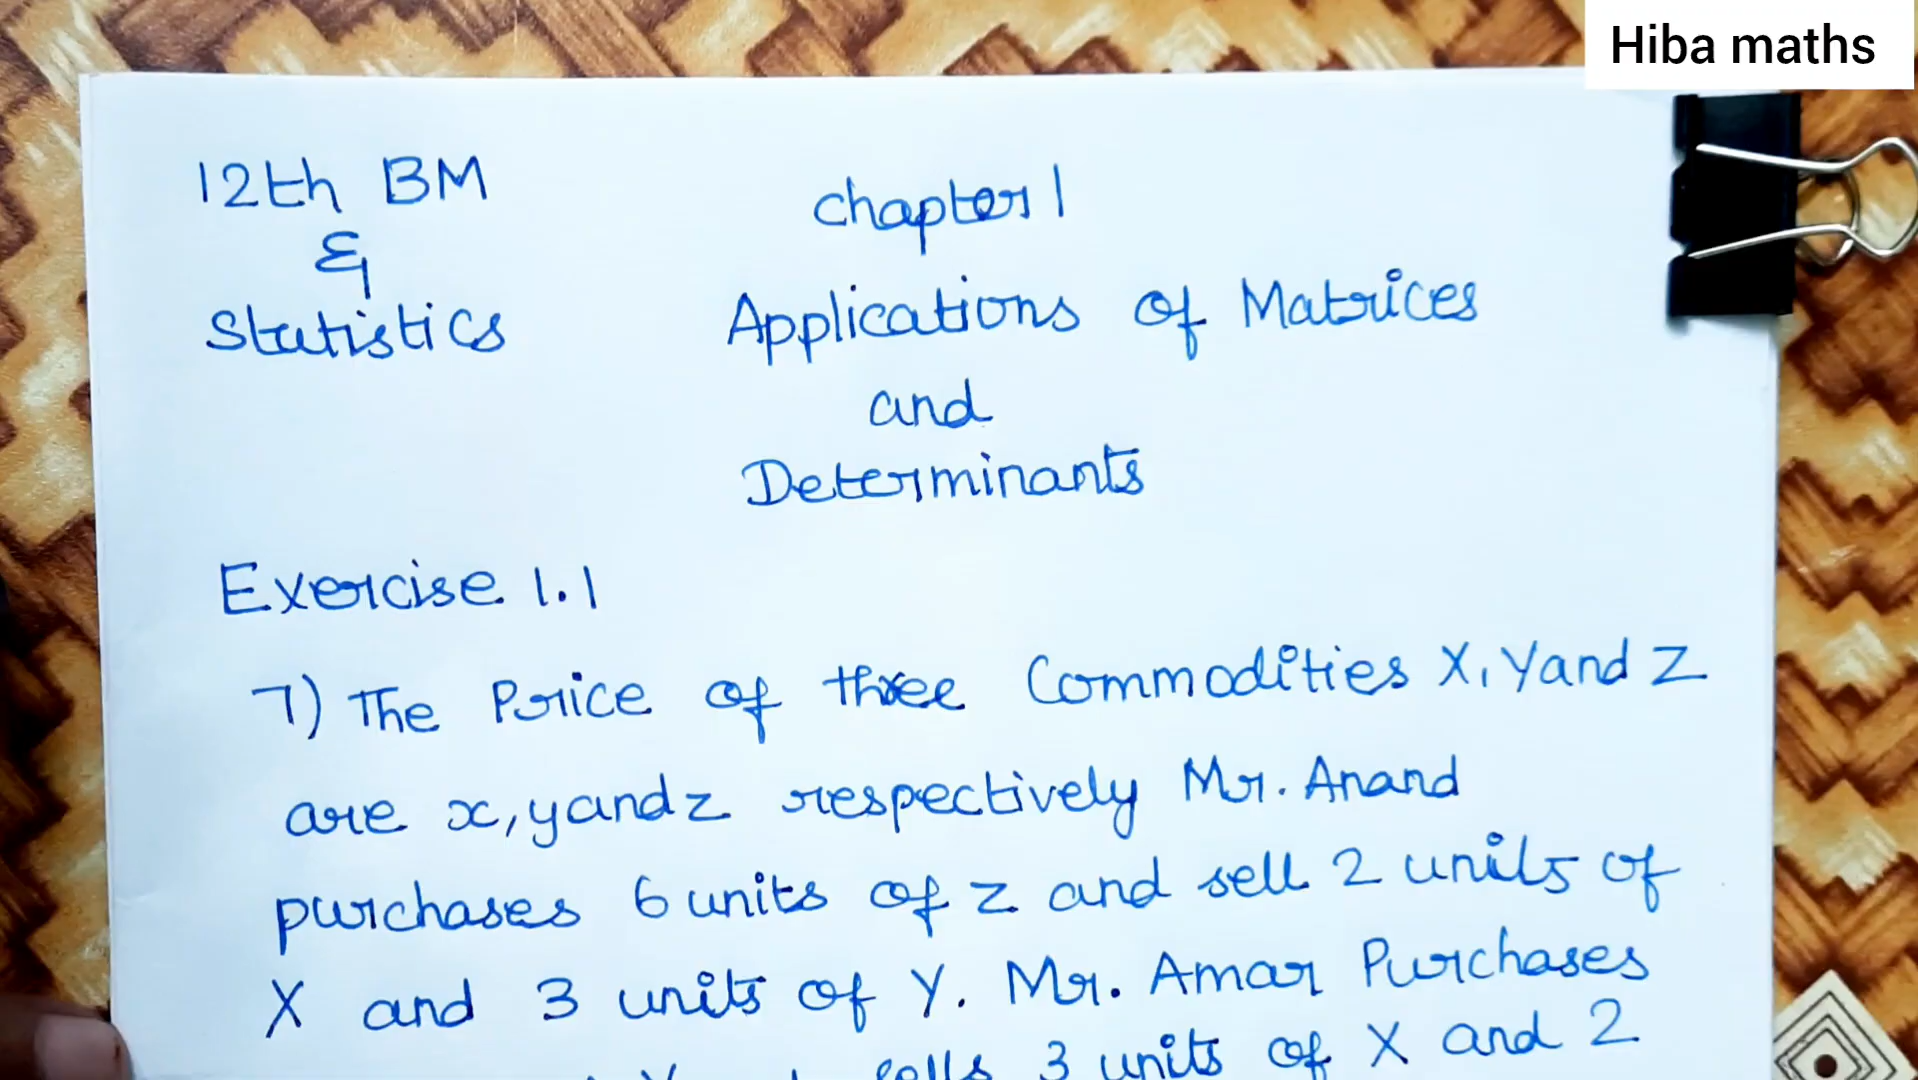 Hiba maths
12th BM
&
Statistics
Chapter 1
Applications of Matrices
and
Determinants
Exercise 1.1
7) The Price of three Commodities X, Y and Z
are x, y and z respectively Mr. Anand
purchases 6 units of z and sell 2 units of
X and 3 units of Y. Mr. Amar Purchases
sells 3 units of X and 2